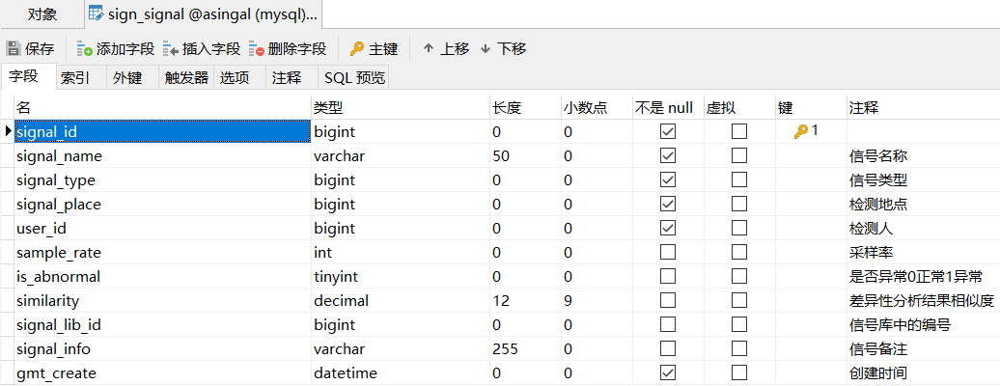 对象 sign_signal @asingal (mysql)...
保存 添加字段 插入字段 删除字段 主键 上移 下移
字段 索引 外键 触发器 选项 注释 SQL 预览
名 类型 长度 小数点 不是 null 虚拟 键 注释
signal_id bigint 0 0 1
signal_name varchar 50 0 信号名称
signal_type bigint 0 0 信号类型
signal_place bigint 0 0 检测地点
user_id bigint 0 0 检测人
sample_rate int 0 0 采样率
is_abnormal tinyint 0 0 是否异常0正常1异常
similarity decimal 12 9 差异性分析结果相似度
signal_lib_id bigint 0 0 信号库中的编号
signal_info varchar 255 0 信号备注
gmt_create datetime 0 0 创建时间